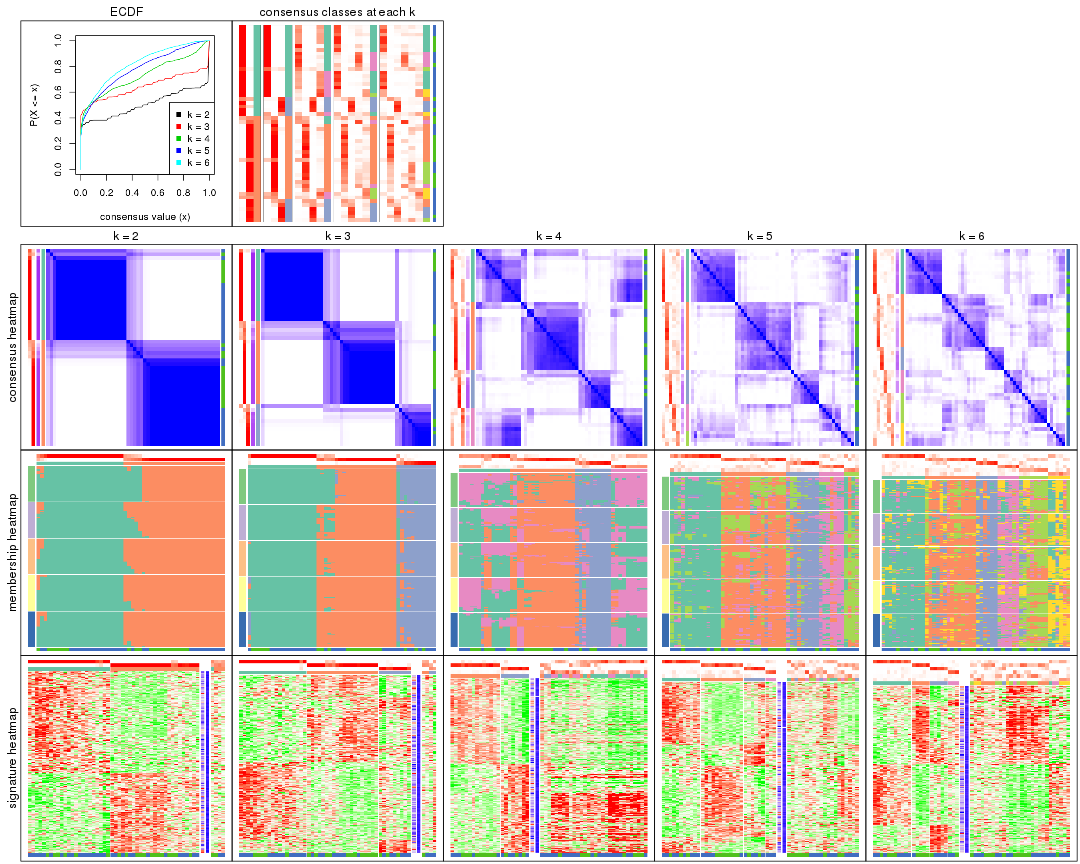 ECDF
consensus classes at each k
P(X <= x)
0.0 0.2 0.4 0.6 0.8 1.0
k = 2
k = 3
k = 4
k = 5
k = 6
0.0 0.2 0.4 0.6 0.8 1.0
consensus value (x)
k = 2
k = 3
k = 4
k = 5
k = 6
consensus heatmap
membership heatmap
signature heatmap